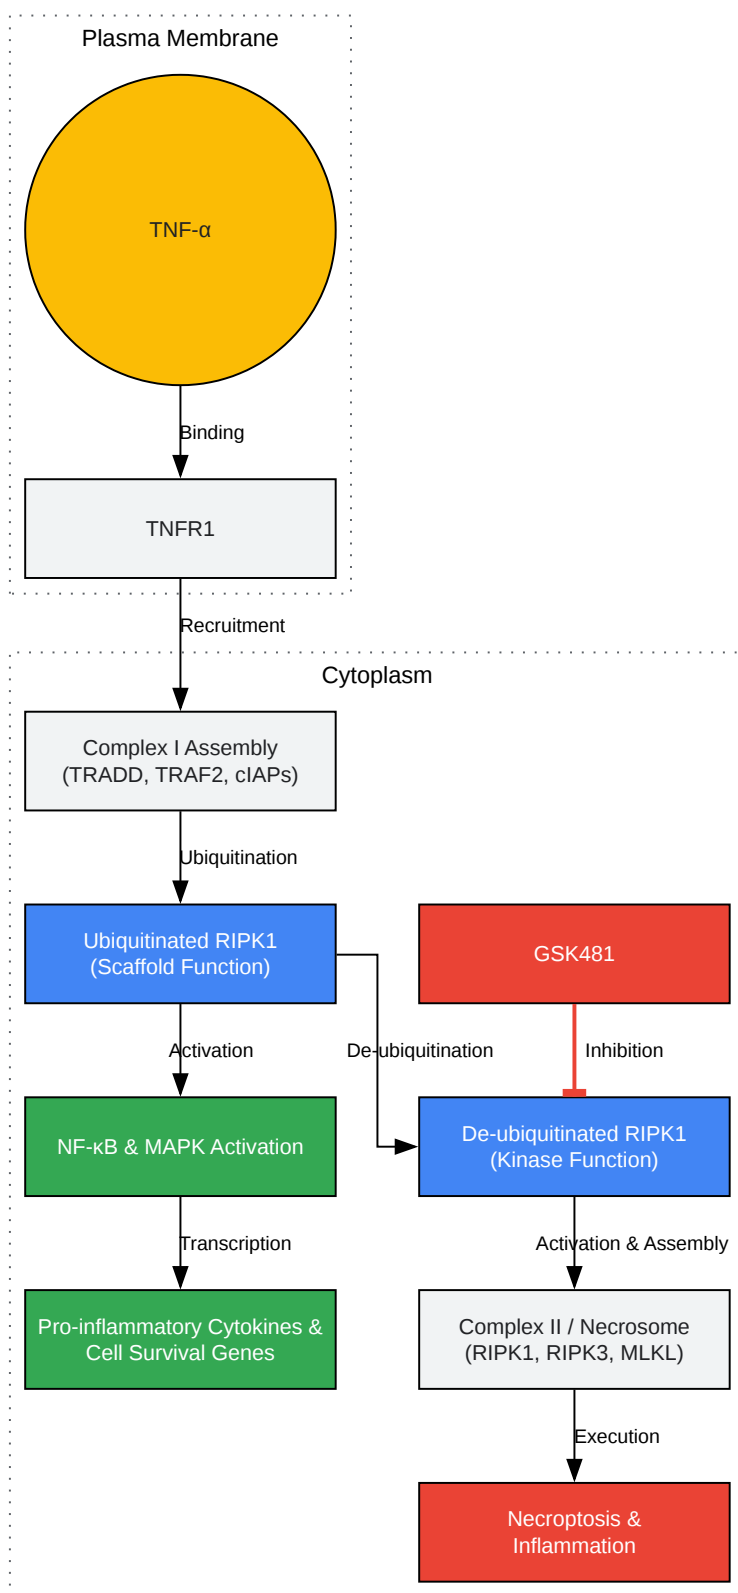 Plasma Membrane
TNF-α
Binding
TNFR1
Recruitment
Cytoplasm
Complex I Assembly
(TRADD, TRAF2, cIAPs)
Ubiquitination
Ubiquitinated RIPK1
(Scaffold Function)
GSK481
Activation
De-ubiquitination
Inhibition
NF-κB & MAPK Activation
De-ubiquitinated RIPK1
(Kinase Function)
Transcription
Activation & Assembly
Pro-inflammatory Cytokines &
Cell Survival Genes
Complex II / Necrosome
(RIPK1, RIPK3, MLKL)
Execution
Necroptosis &
Inflammation